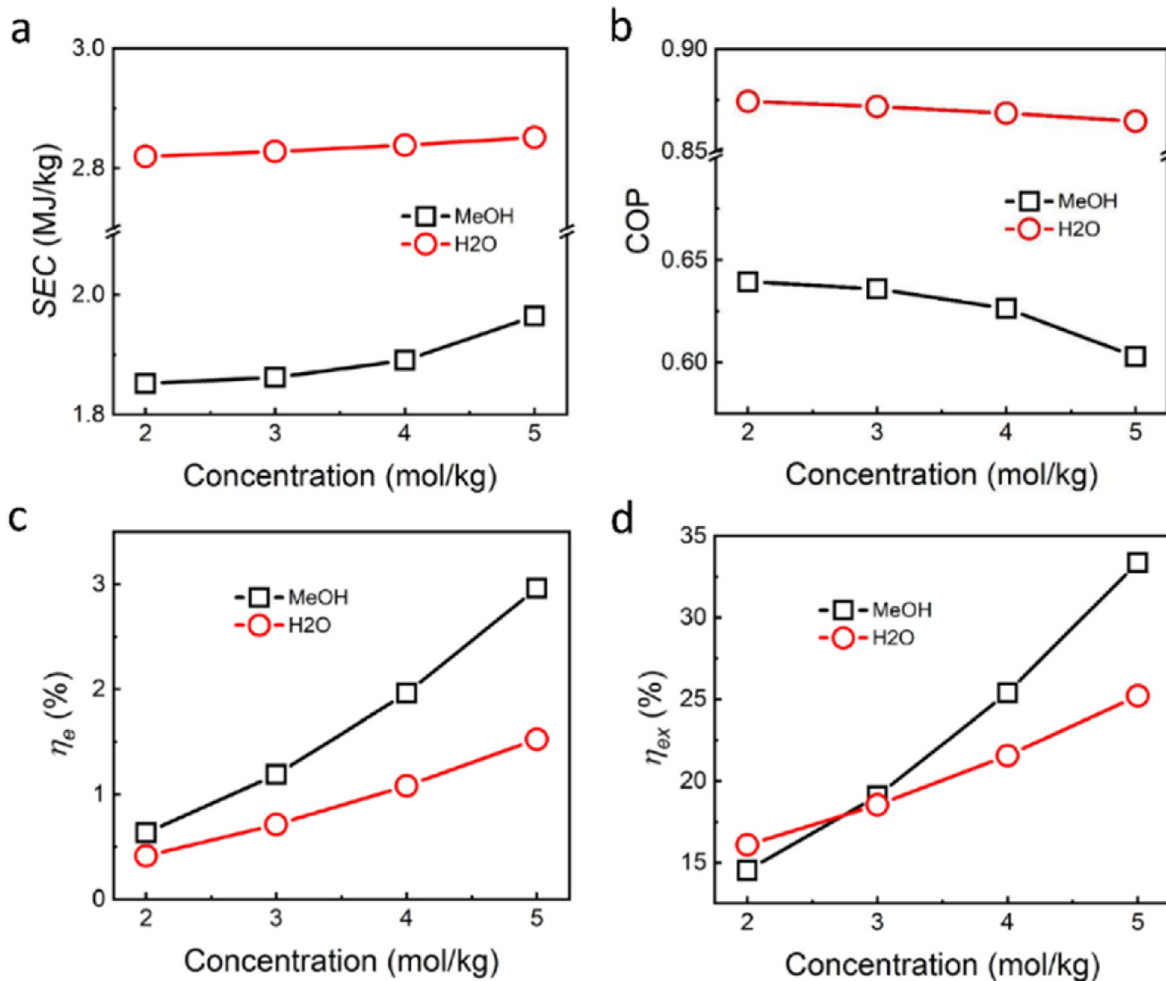 a
3.0
2.8
2.0
1.8
SEC (MJ/kg)
MeOH
H2O
2 3 4 5
Concentration (mol/kg)
b
0.90
0.85
0.65
0.60
COP
MeOH
H2O
2 3 4 5
Concentration (mol/kg)
c
3
2
1
0
ηe (%)
MeOH
H2O
2 3 4 5
Concentration (mol/kg)
d
35
30
25
20
15
ηex (%)
MeOH
H2O
2 3 4 5
Concentration (mol/kg)